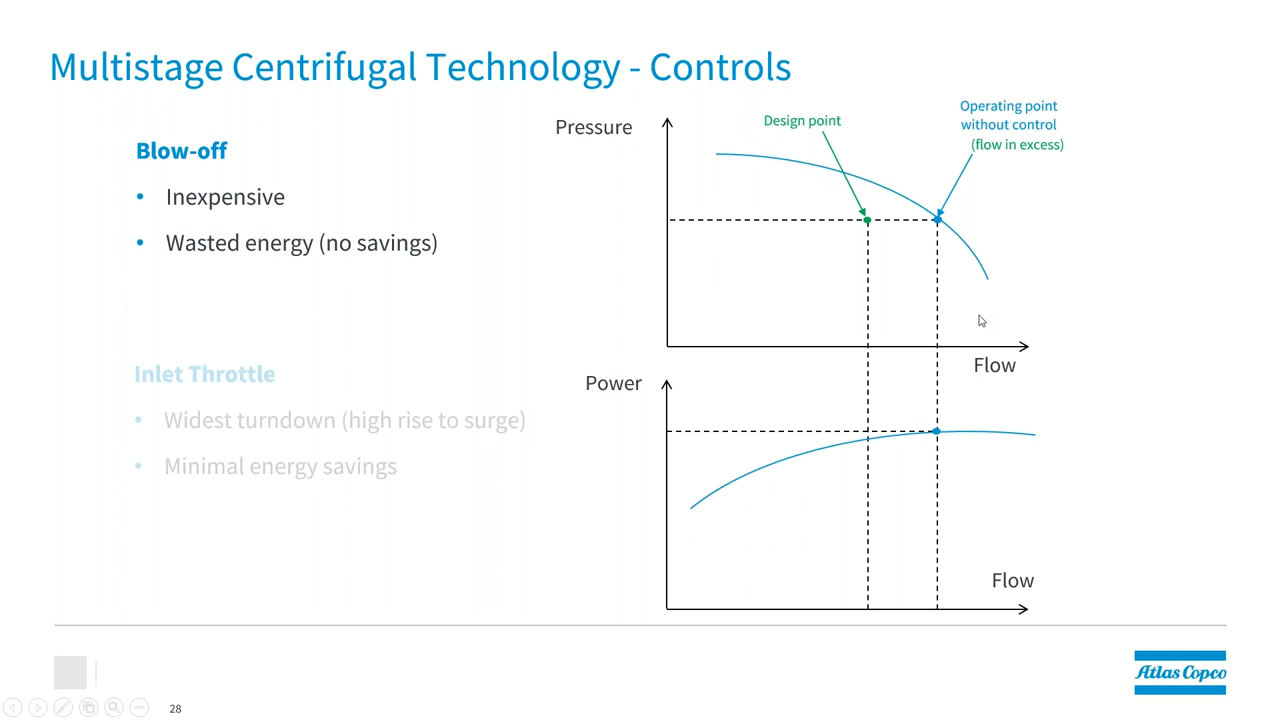 Multistage Centrifugal Technology - Controls
Blow-off
• Inexpensive
• Wasted energy (no savings)
Inlet Throttle
• Widest turndown (high rise to surge)
• Minimal energy savings
Pressure
Design point
Operating point
without control
(flow in excess)
Flow
Power
Flow
Atlas Copco
28